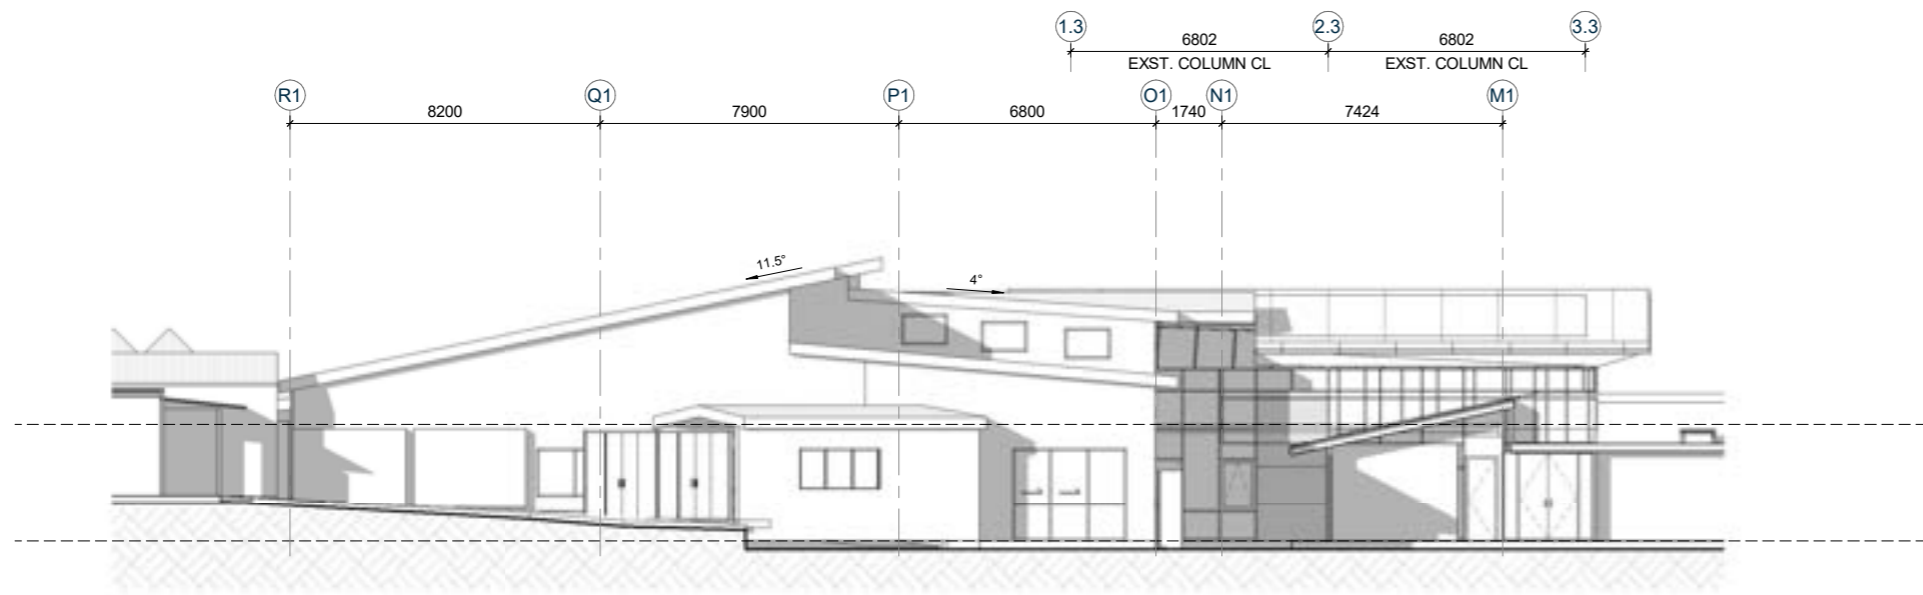 1.3 2.3 3.3
6802 6802
EXST. COLUMN CL EXST. COLUMN CL
R1 Q1 P1 O1 N1 M1
8200 7900 6800 1740 7424
11.5°
4°